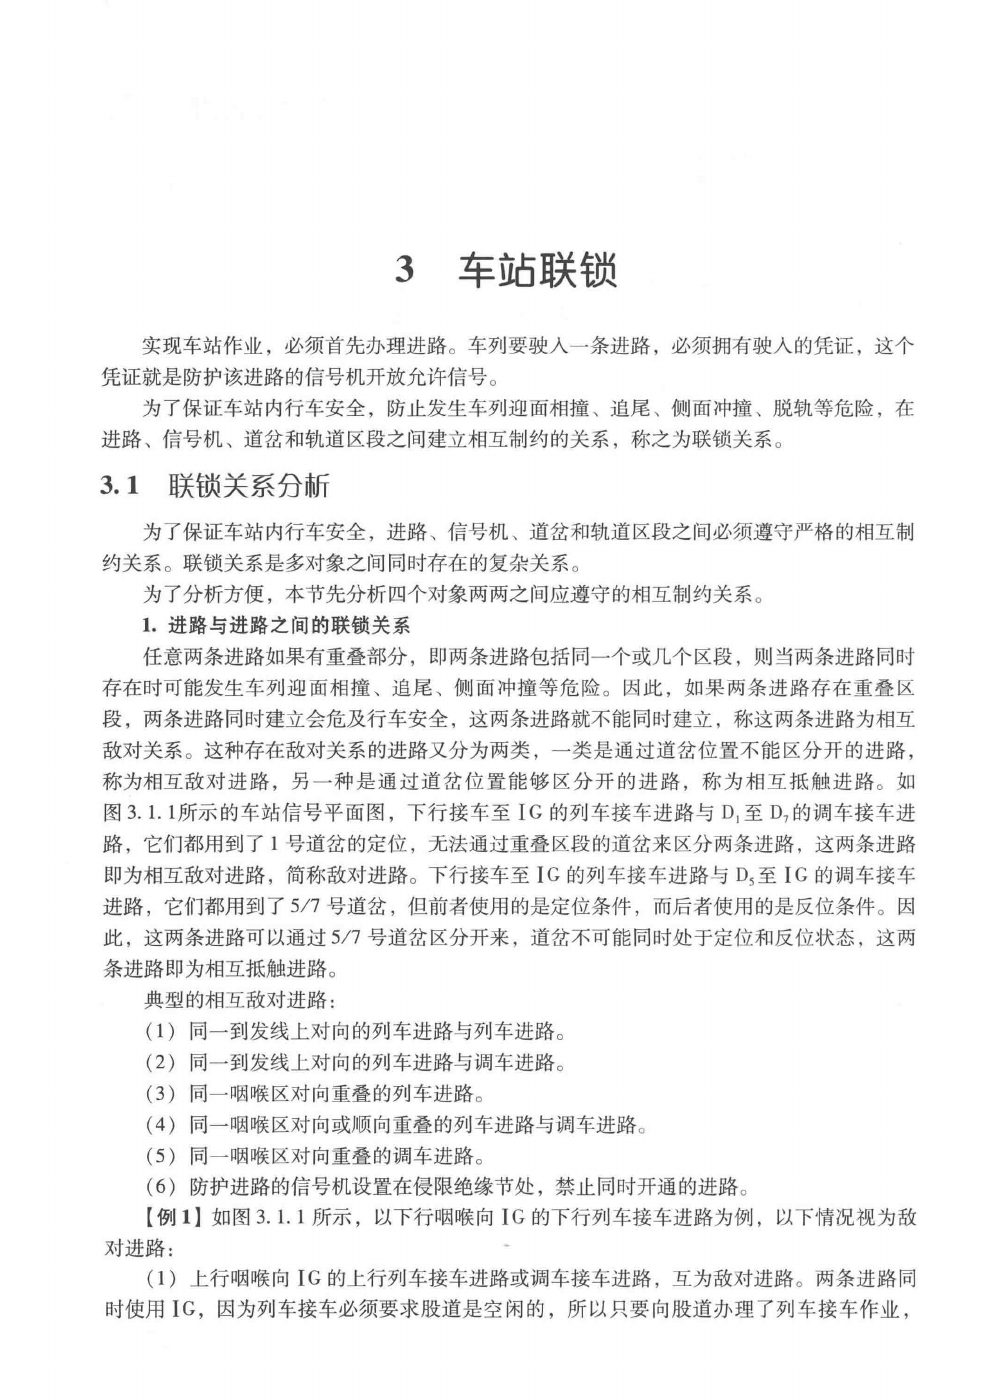 3 车站联锁
实现车站作业，必须首先办理进路。车列要驶入一条进路，必须拥有驶入的凭证，这个
凭证就是防护该进路的信号机开放允许信号。
为了保证车站内行车安全，防止发生车列迎面相撞、追尾、侧面冲撞、脱轨等危险，在
进路、信号机、道岔和轨道区段之间建立相互制约的关系，称之为联锁关系。
3.1 联锁关系分析
为了保证车站内行车安全，进路、信号机、道岔和轨道区段之间必须遵守严格的相互制
约关系。联锁关系是多对象之间同时存在的复杂关系。
为了分析方便，本节先分析四个对象两两之间应遵守的相互制约关系。
1. 进路与进路之间的联锁关系
任意两条进路如果有重叠部分，即两条进路包括同一个或几个区段，则当两条进路同时
存在时可能发生车列迎面相撞、追尾、侧面冲撞等危险。因此，如果两条进路存在重叠区
段，两条进路同时建立会危及行车安全，这两条进路就不能同时建立，称这两条进路为相互
敌对关系。这种存在敌对关系的进路又分为两类，一类是通过道岔位置不能区分开的进路，
称为相互敌对进路，另一种是通过道岔位置能够区分开的进路，称为相互抵触进路。如
图3.1.1所示的车站信号平面图，下行接车至ⅠG的列车接车进路与D₁至D₇的调车接车进
路，它们都用到了1号道岔的定位，无法通过重叠区段的道岔来区分两条进路，这两条进路
即为相互敌对进路，简称敌对进路。下行接车至ⅠG的列车接车进路与D₅至ⅠG的调车接车
进路，它们都用到了5/7号道岔，但前者使用的是定位条件，而后者使用的是反位条件。因
此，这两条进路可以通过5/7号道岔区分开来，道岔不可能同时处于定位和反位状态，这两
条进路即为相互抵触进路。
典型的相互敌对进路：
（1）同一到发线上对向的列车进路与列车进路。
（2）同一到发线上对向的列车进路与调车进路。
（3）同一咽喉区对向重叠的列车进路。
（4）同一咽喉区对向或顺向重叠的列车进路与调车进路。
（5）同一咽喉区对向重叠的调车进路。
（6）防护进路的信号机设置在侵限绝缘节处，禁止同时开通的进路。
【例1】如图3.1.1所示，以下行咽喉向ⅠG的下行列车接车进路为例，以下情况视为敌
对进路：
（1）上行咽喉向ⅠG的上行列车接车进路或调车接车进路，互为敌对进路。两条进路同
时使用ⅠG，因为列车接车必须要求股道是空闲的，所以只要向股道办理了列车接车作业，